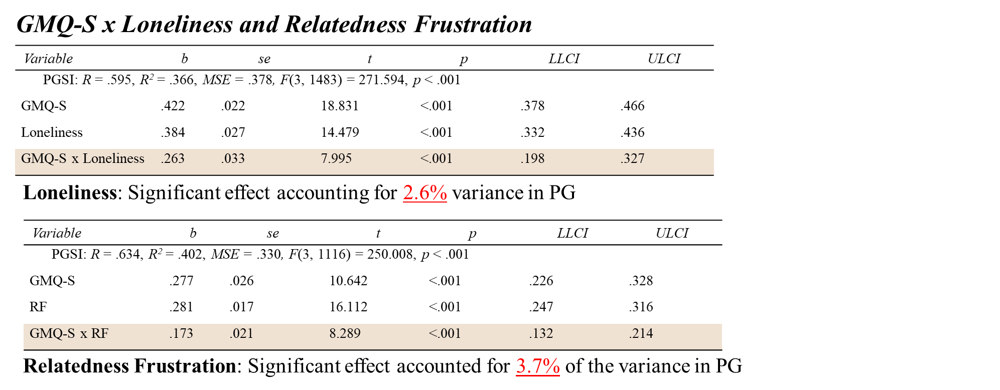 GMQ-S x Loneliness and Relatedness Frustration
Variable b se t p LLCI ULCI
PGSI: R = .595, R² = .366, MSE = .378, F(3, 1483) = 271.594, p < .001
GMQ-S .422 .022 18.831 <.001 .378 .466
Loneliness .384 .027 14.479 <.001 .332 .436
GMQ-S x Loneliness .263 .033 7.995 <.001 .198 .327
Loneliness: Significant effect accounting for 2.6% variance in PG
Variable b se t p LLCI ULCI
PGSI: R = .634, R² = .402, MSE = .330, F(3, 1116) = 250.008, p < .001
GMQ-S .277 .026 10.642 <.001 .226 .328
RF .281 .017 16.112 <.001 .247 .316
GMQ-S x RF .173 .021 8.289 <.001 .132 .214
Relatedness Frustration: Significant effect accounted for 3.7% of the variance in PG